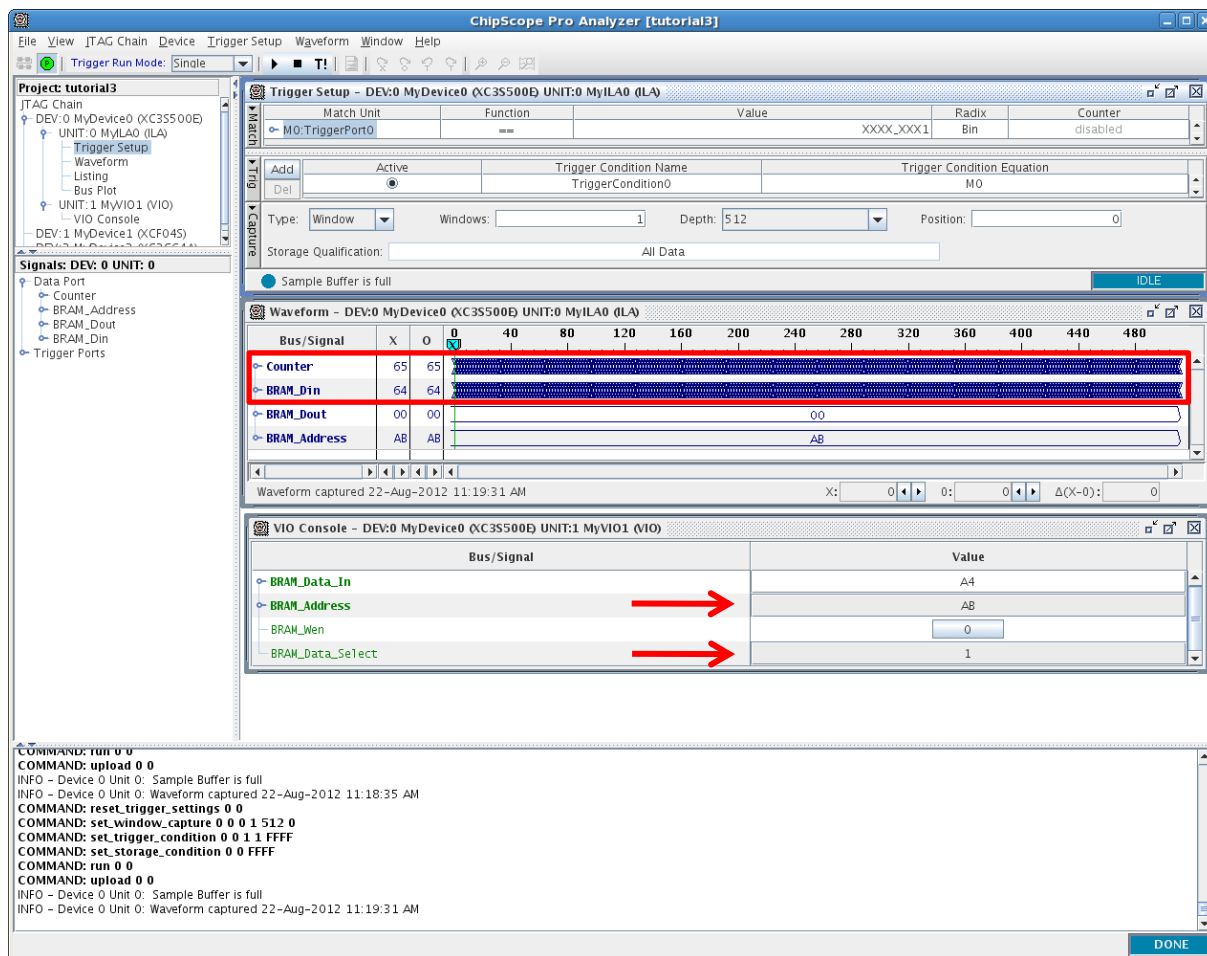 ChipScope Pro Analyzer [tutorial3]
File View JTAG Chain Device Trigger Setup Waveform Window Help
Trigger Run Mode: Single T!
Project: tutorial3
JTAG Chain
DEV:0 MyDevice0 (XC3S500E)
UNIT:0 MyILA0 (ILA)
Trigger Setup
Waveform
Listing
Bus Plot
UNIT:1 MyVIO1 (VIO)
VIO Console
DEV:1 MyDevice1 (XCF04S)
Signals: DEV: 0 UNIT: 0
Data Port
Counter
BRAM_Address
BRAM_Dout
BRAM_Din
Trigger Ports
Trigger Setup - DEV:0 MyDevice0 (XC3S500E) UNIT:0 MyILA0 (ILA)
Match
Match Unit Function Value Radix Counter
M0:TriggerPort0 == XXXX_XXX1 Bin disabled
Trig
Add Active Trigger Condition Name Trigger Condition Equation
Del TriggerCondition0 M0
Capture
Type: Window Windows: 1 Depth: 512 Position: 0
Storage Qualification: All Data
Sample Buffer is full IDLE
Waveform - DEV:0 MyDevice0 (XC3S500E) UNIT:0 MyILA0 (ILA)
Bus/Signal X O 0 40 80 120 160 200 240 280 320 360 400 440 480
X
Counter 65 65
BRAM_Din 64 64
BRAM_Dout 00 00 00
BRAM_Address AB AB AB
Waveform captured 22-Aug-2012 11:19:31 AM X: 0 O: 0 Δ(X-O): 0
VIO Console - DEV:0 MyDevice0 (XC3S500E) UNIT:1 MyVIO1 (VIO)
Bus/Signal Value
BRAM_Data_In A4
BRAM_Address AB
BRAM_Wen 0
BRAM_Data_Select 1
COMMAND: run 0 0
COMMAND: upload 0 0
INFO - Device 0 Unit 0: Sample Buffer is full
INFO - Device 0 Unit 0: Waveform captured 22-Aug-2012 11:18:35 AM
COMMAND: reset_trigger_settings 0 0
COMMAND: set_window_capture 0 0 0 1 512 0
COMMAND: set_trigger_condition 0 0 1 1 FFFF
COMMAND: set_storage_condition 0 0 FFFF
COMMAND: run 0 0
COMMAND: upload 0 0
INFO - Device 0 Unit 0: Sample Buffer is full
INFO - Device 0 Unit 0: Waveform captured 22-Aug-2012 11:19:31 AM
DONE